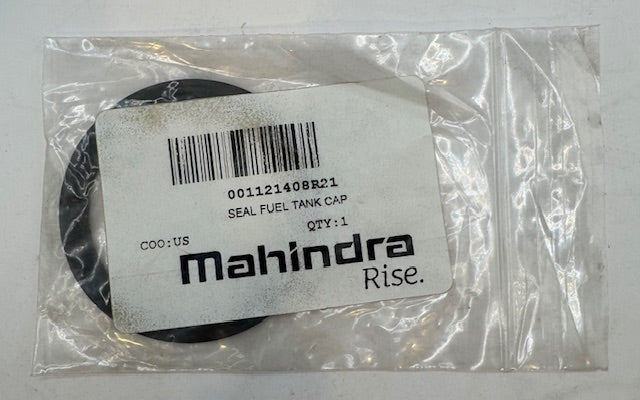 001121408R21
SEAL FUEL TANK CAP
QTY:1
COO:US
Mahindra
Rise.